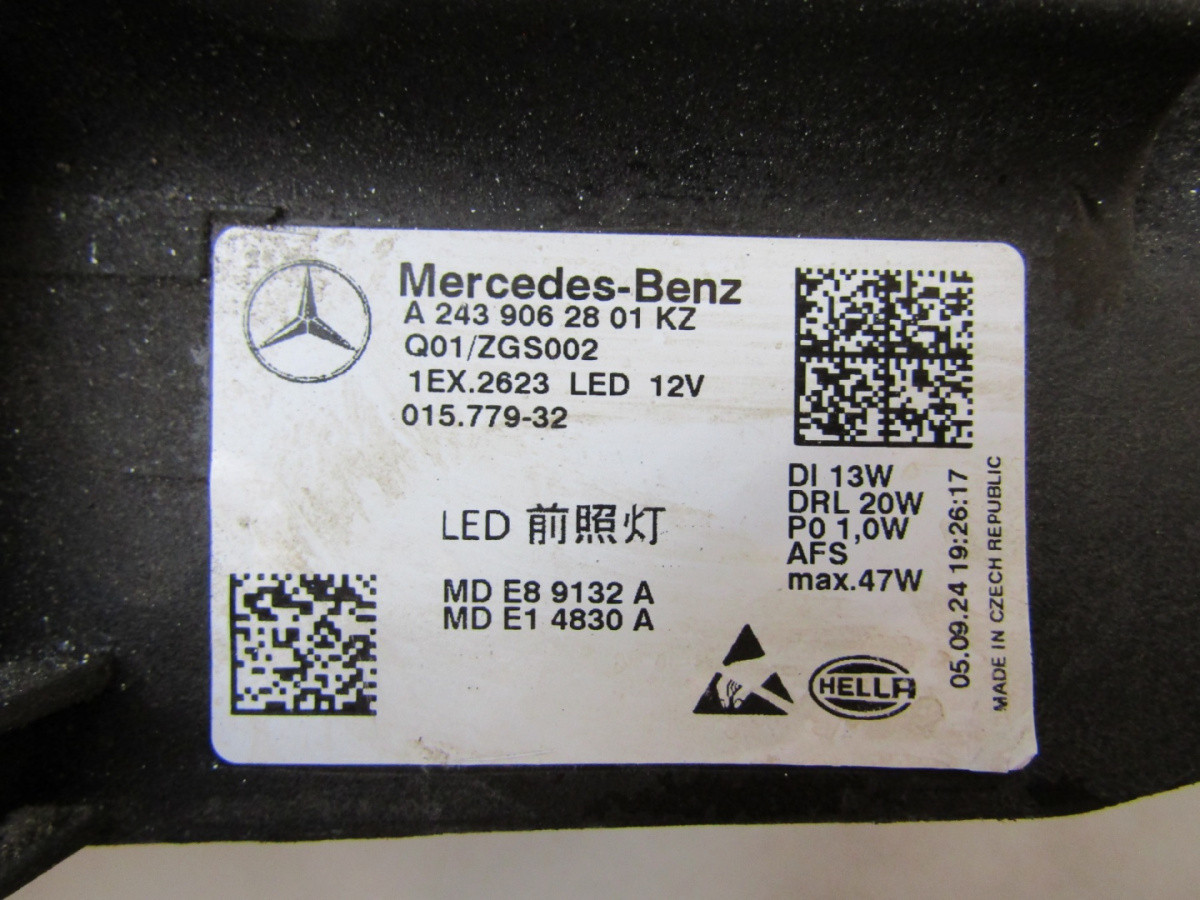 Mercedes-Benz
A 243 906 28 01 KZ
Q01/ZGS002
1EX.2623 LED 12V
015.779-32
LED 前照灯
MD E8 9132 A
MD E1 4830 A
DI 13W
DRL 20W
P0 1,0W
AFS
max.47W
HELLA
05.09.24 19:26:17
MADE IN CZECH REPUBLIC